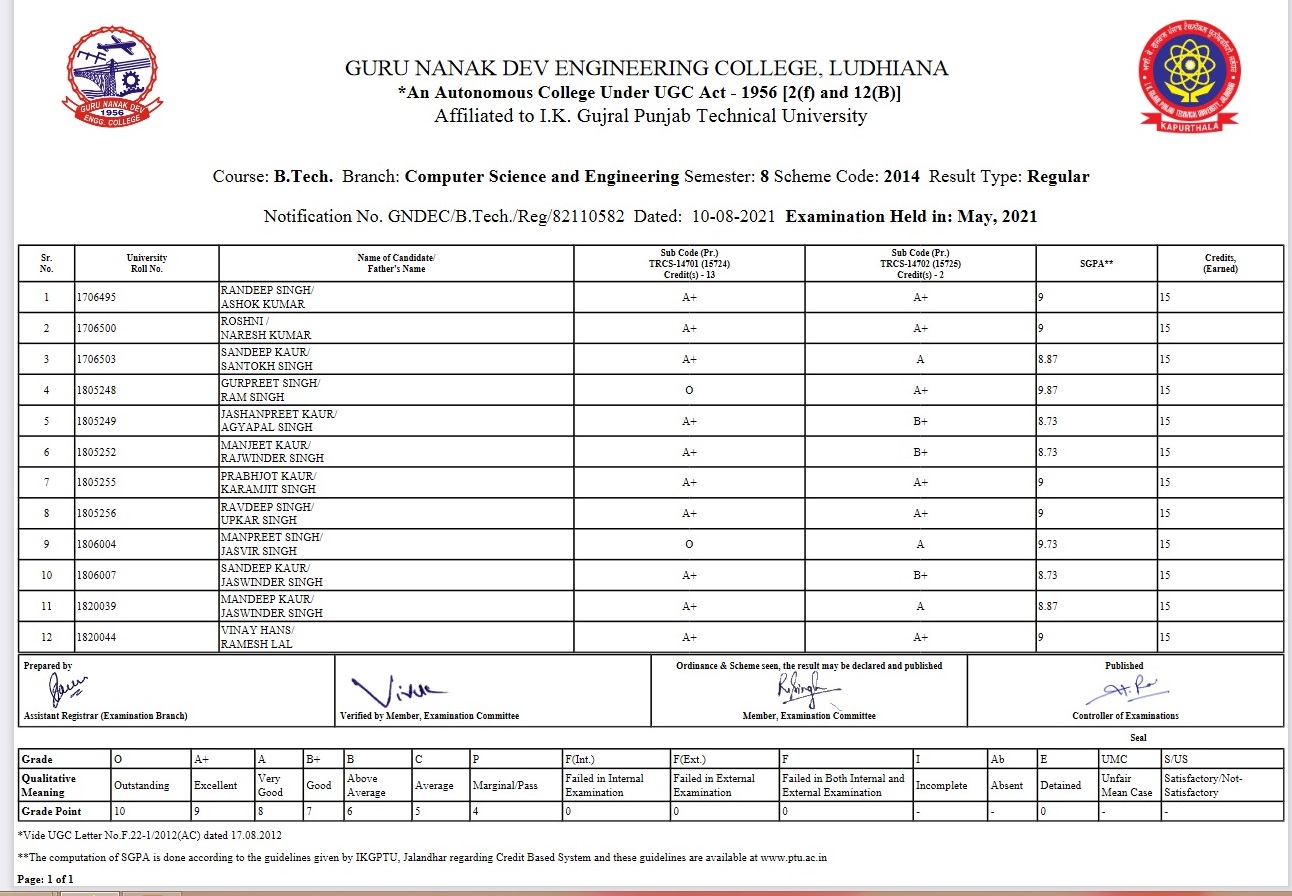 GURU NANAK DEV ENGG. COLLEGE
1956
KAPURTHALA
GURU NANAK DEV ENGINEERING COLLEGE, LUDHIANA
*An Autonomous College Under UGC Act - 1956 [2(f) and 12(B)]
Affiliated to I.K. Gujral Punjab Technical University
Course: B.Tech. Branch: Computer Science and Engineering Semester: 8 Scheme Code: 2014 Result Type: Regular
Notification No. GNDEC/B.Tech./Reg/82110582 Dated: 10-08-2021 Examination Held in: May, 2021
Sr. No. University Roll No. Name of Candidate/ Father's Name Sub Code (Pr.) TRCS-14701 (15724) Credit(s) - 13 Sub Code (Pr.) TRCS-14702 (15725) Credit(s) - 2 SGPA** Credits, (Earned)
1 1706495 RANDEEP SINGH/ ASHOK KUMAR A+ A+ 9 15
2 1706500 ROSHNI / NARESH KUMAR A+ A+ 9 15
3 1706503 SANDEEP KAUR/ SANTOKH SINGH A+ A 8.87 15
4 1805248 GURPREET SINGH/ RAM SINGH O A+ 9.87 15
5 1805249 JASHANPREET KAUR/ AGYAPAL SINGH A+ B+ 8.73 15
6 1805252 MANJEET KAUR/ RAJWINDER SINGH A+ B+ 8.73 15
7 1805255 PRABHJOT KAUR/ KARAMJIT SINGH A+ A+ 9 15
8 1805256 RAVDEEP SINGH/ UPKAR SINGH A+ A+ 9 15
9 1806004 MANPREET SINGH/ JASVIR SINGH O A 9.73 15
10 1806007 SANDEEP KAUR/ JASWINDER SINGH A+ B+ 8.73 15
11 1820039 MANDEEP KAUR/ JASWINDER SINGH A+ A 8.87 15
12 1820044 VINAY HANS/ RAMESH LAL A+ A+ 9 15
Prepared by
Assistant Registrar (Examination Branch)
Verified by Member, Examination Committee
Ordinance & Scheme seen, the result may be declared and published
Member, Examination Committee
Published
Controller of Examinations
Seal
Grade O A+ A B+ B C P F(Int.) F(Ext.) F I Ab E UMC S/US
Qualitative Meaning Outstanding Excellent Very Good Good Above Average Average Marginal/Pass Failed in Internal Examination Failed in External Examination Failed in Both Internal and External Examination Incomplete Absent Detained Unfair Mean Case Satisfactory/Not-Satisfactory
Grade Point 10 9 8 7 6 5 4 0 0 0 - - 0 - -
*Vide UGC Letter No.F.22-1/2012(AC) dated 17.08.2012
**The computation of SGPA is done according to the guidelines given by IKGPTU, Jalandhar regarding Credit Based System and these guidelines are available at www.ptu.ac.in
Page: 1 of 1